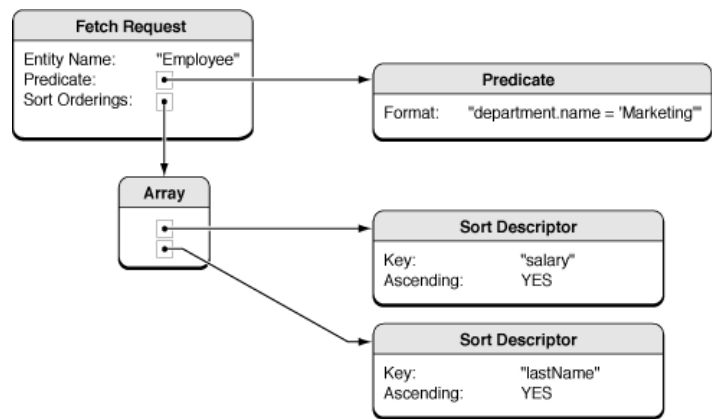 Fetch Request
Entity Name: "Employee"
Predicate:
Sort Orderings:
Predicate
Format: "department.name = 'Marketing'"
Array
Sort Descriptor
Key: "salary"
Ascending: YES
Sort Descriptor
Key: "lastName"
Ascending: YES